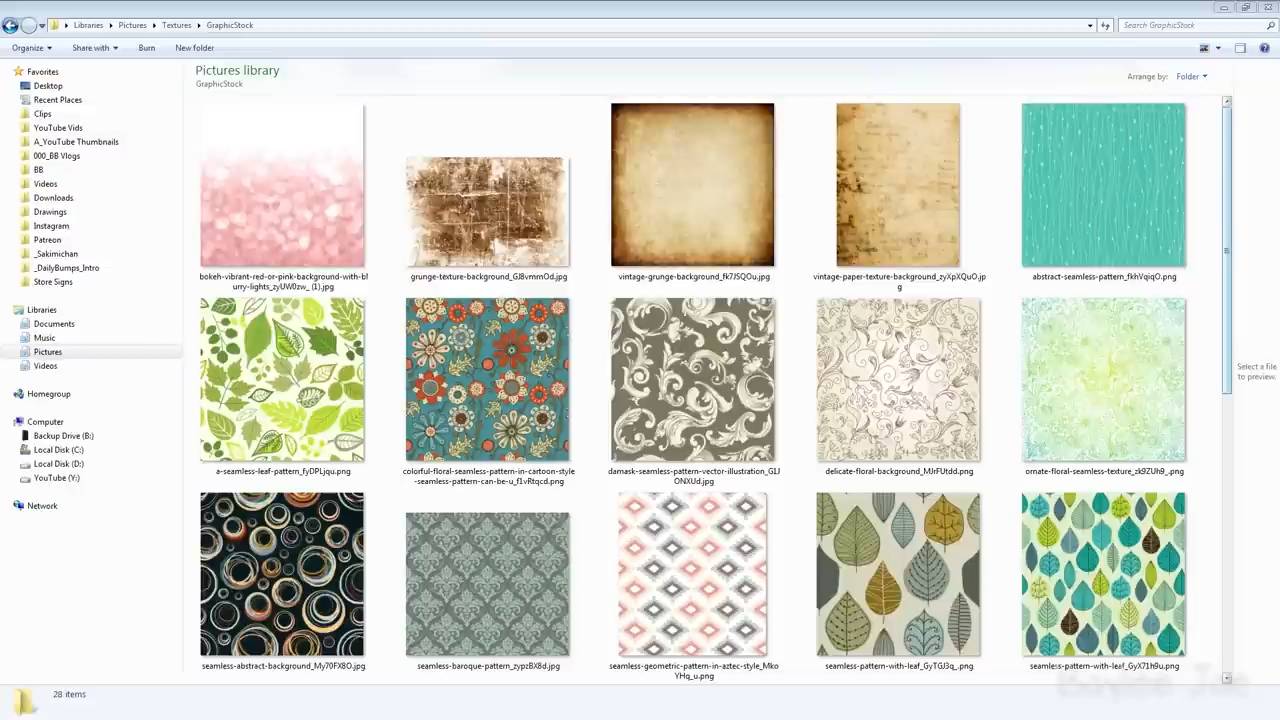 Libraries
Pictures
Textures
GraphicStock
Search GraphicStock
Organize
Share with
Burn
New folder
Favorites
Desktop
Recent Places
Clips
YouTube Vids
A_YouTube Thumbnails
000_BB Vlogs
BB
Videos
Downloads
Drawings
Instagram
Patreon
_Sakimichan
_DailyBumps_Intro
Store Signs
Libraries
Documents
Music
Pictures
Videos
Homegroup
Computer
Backup Drive (B:)
Local Disk (C:)
Local Disk (D:)
YouTube (Y:)
Network
Pictures library
GraphicStock
Arrange by:
Folder
bokeh-vibrant-red-or-pink-background-with-bl
urry-lights_zyUW0zw_ (1).jpg
grunge-texture-background_GJ8vmmOd.jpg
vintage-grunge-background_fk7JSQOu.jpg
vintage-paper-texture-background_zyXpXQuO.jp
g
abstract-seamless-pattern_fkhVqiqO.png
a-seamless-leaf-pattern_fyDPLjqu.png
colorful-floral-seamless-pattern-in-cartoon-style
-seamless-pattern-can-be-u_f1vRtqcd.png
damask-seamless-pattern-vector-illustration_G1J
ONXUd.jpg
delicate-floral-background_MJrFUtdd.png
ornate-floral-seamless-texture_zk9ZUh9_.png
seamless-abstract-background_My70FX8O.jpg
seamless-baroque-pattern_zypzBX8d.jpg
seamless-geometric-pattern-in-aztec-style_Mko
YHq_u.png
seamless-pattern-with-leaf_GyTGJ3q_.png
seamless-pattern-with-leaf_GyX71h9u.png
Select a file
to preview.
28 items